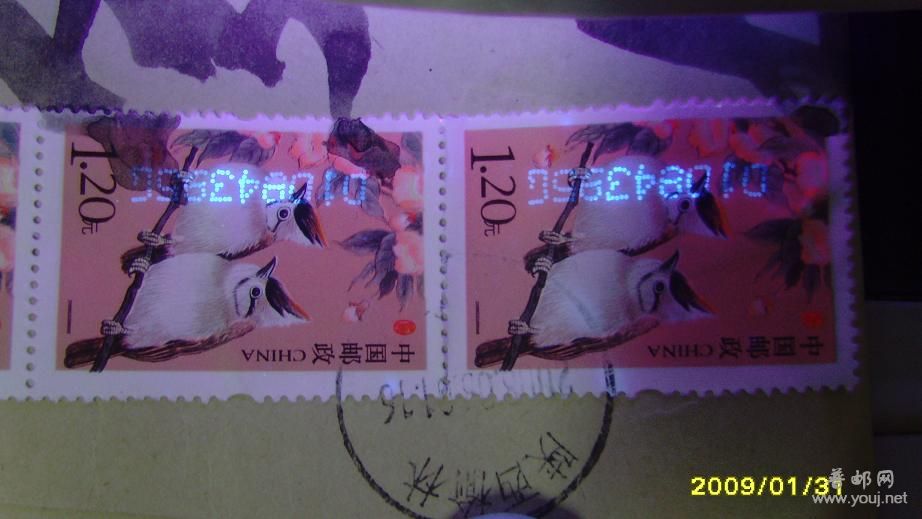 1.20元
中国邮政 CHINA
1.20元
中国邮政 CHINA
陕西榆林
2009/01/31
普邮网
www.youj.net